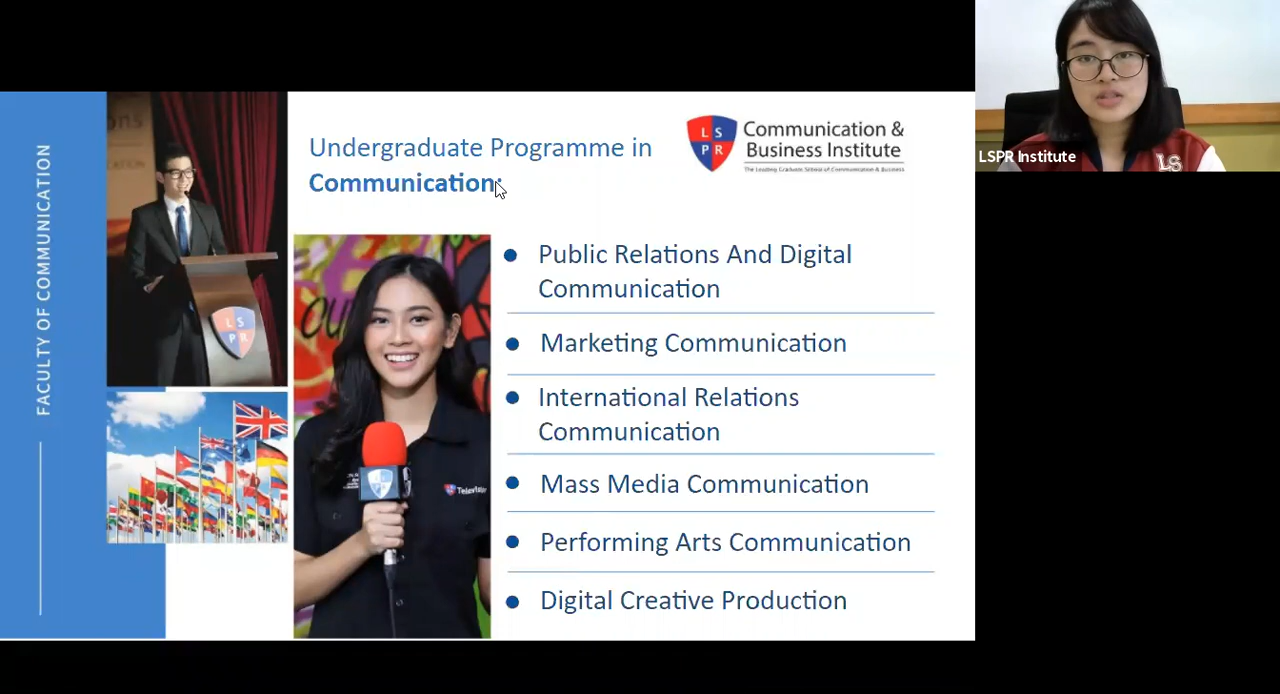 FACULTY OF COMMUNICATION
Undergraduate Programme in
Communication:
L S
P R
Communication &
Business Institute
The Leading Graduate School of Communication & Business
Public Relations And Digital
Communication
Marketing Communication
International Relations
Communication
Mass Media Communication
Performing Arts Communication
Digital Creative Production
L S
P R
Televisi
LSPR Institute
LS